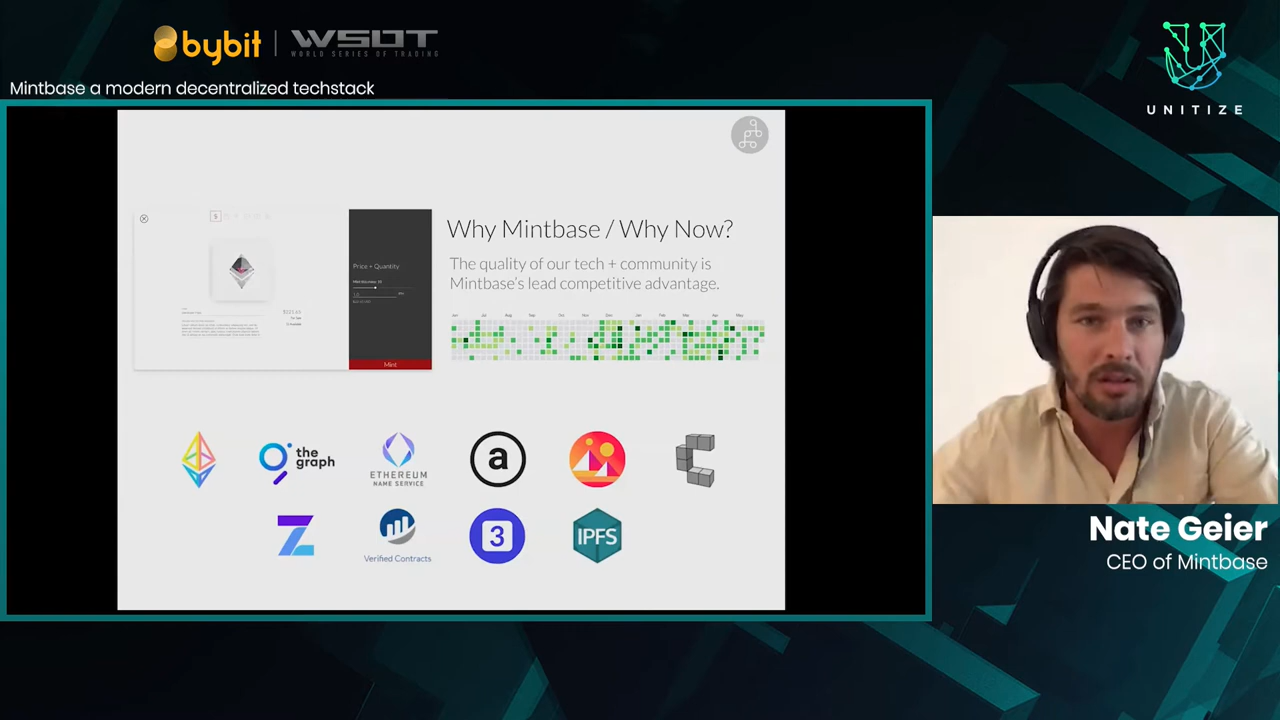 bybit
WSOT
WORLD SERIES OF TRADING
UNITIZE
Mintbase a modern decentralized techstack
Why Mintbase / Why Now?
The quality of our tech + community is
Mintbase's lead competitive advantage.
Price + Quantity
Mint
the
graph
ETHEREUM
NAME SERVICE
a
Verified Contracts
3
IPFS
Nate Geier
CEO of Mintbase